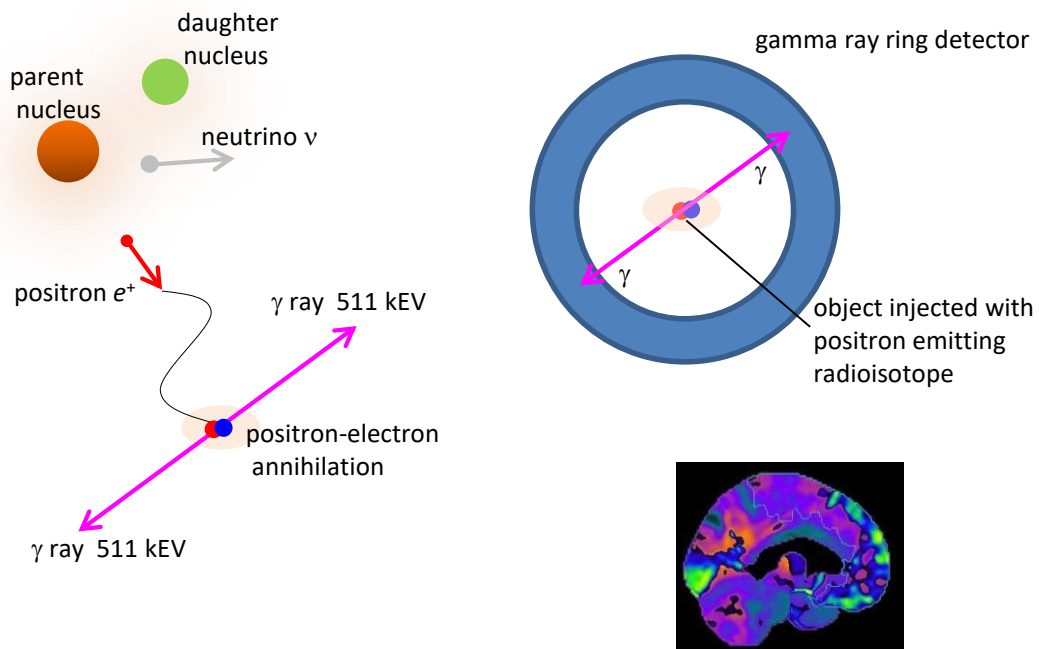 daughter
nucleus
parent
nucleus
neutrino ν
positron e⁺
γ ray 511 kEV
positron-electron
annihilation
γ ray 511 kEV
gamma ray ring detector
γ
γ
object injected with
positron emitting
radioisotope